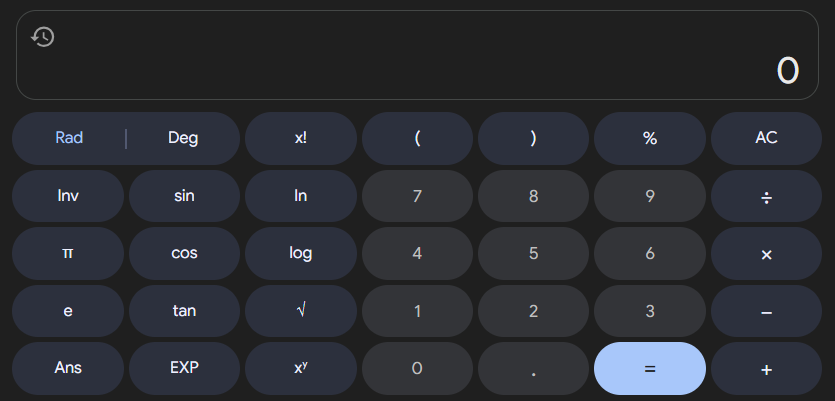 0
Rad | Deg x! ( ) % AC
Inv sin ln 7 8 9 ÷
π cos log 4 5 6 ×
e tan √ 1 2 3 −
Ans EXP xʸ 0 . = +